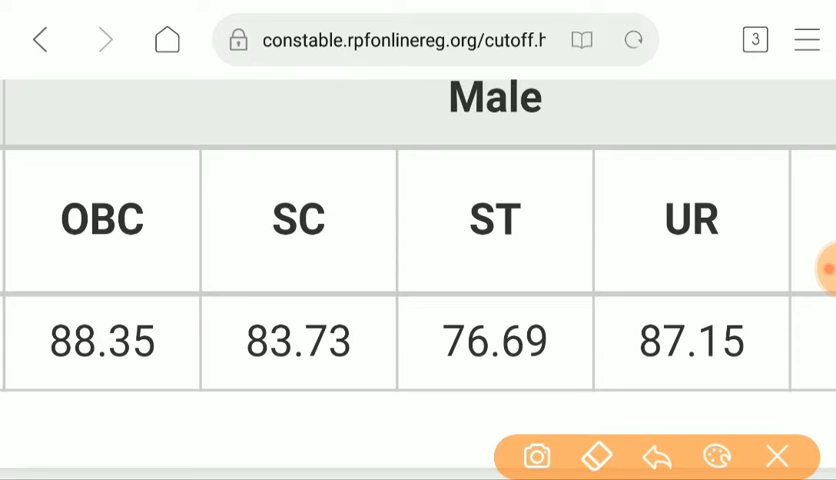 constable.rpfonlinereg.org/cutoff.h
3
Male
OBC SC ST UR
88.35 83.73 76.69 87.15